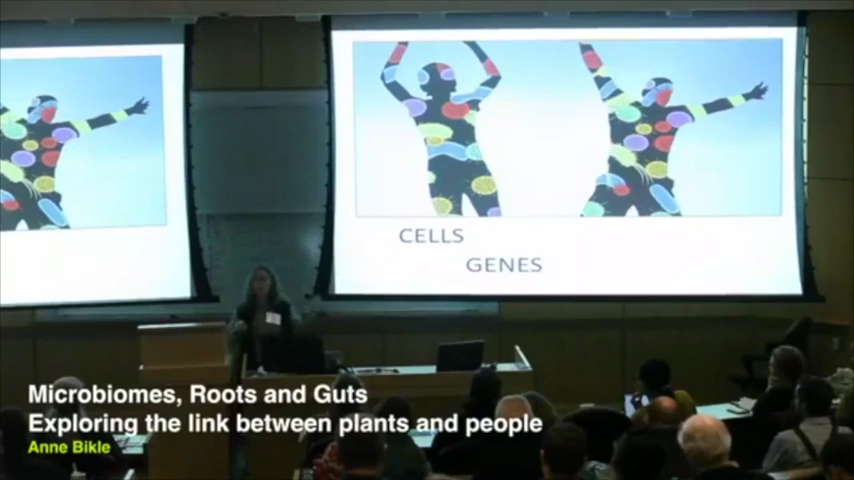 CELLS
GENES
Microbiomes, Roots and Guts
Exploring the link between plants and people
Anne Bikle